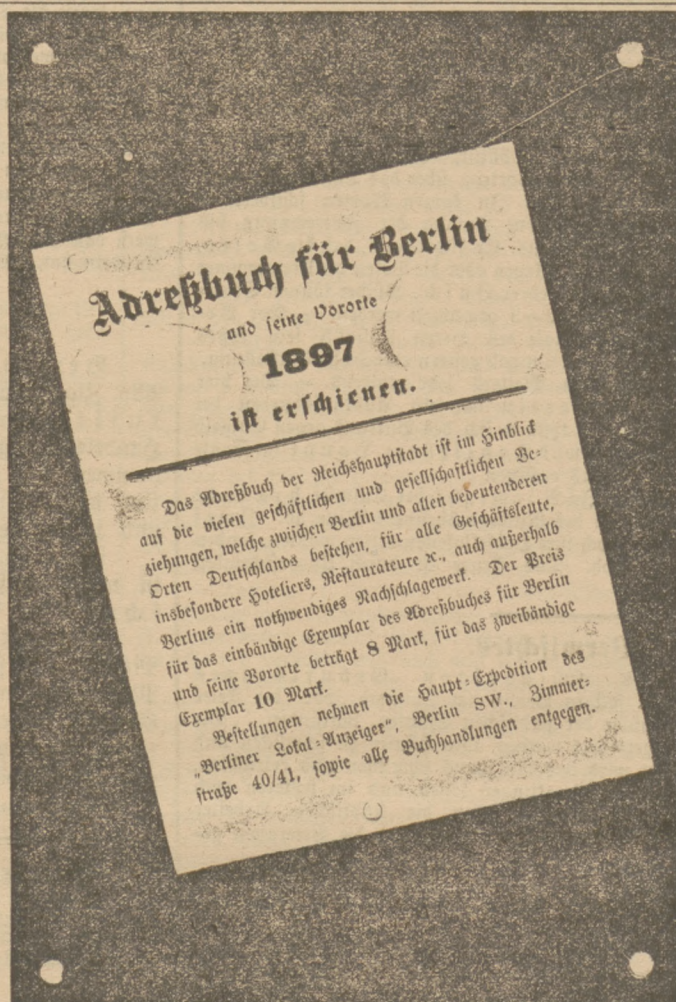 Adreßbuch für Berlin
und seine Vororte
1897
ist erschienen.
Das Adreßbuch der Reichshauptstadt ist im Hinblick
auf die vielen geschäftlichen und gesellschaftlichen Be-
ziehungen, welche zwischen Berlin und allen bedeutenderen
Orten Deutschlands bestehen, für alle Geschäftsleute,
insbesondere Hoteliers, Restaurateure ꝛc., auch außerhalb
Berlins ein nothwendiges Nachschlagewerk. Der Preis
für das einbändige Exemplar des Adreßbuches für Berlin
und seine Vororte beträgt 8 Mark, für das zweibändige
Exemplar 10 Mark.
Bestellungen nehmen die Haupt-Expedition des
„Berliner Lokal-Anzeiger“, Berlin SW., Zimmer-
straße 40/41, sowie alle Buchhandlungen entgegen.